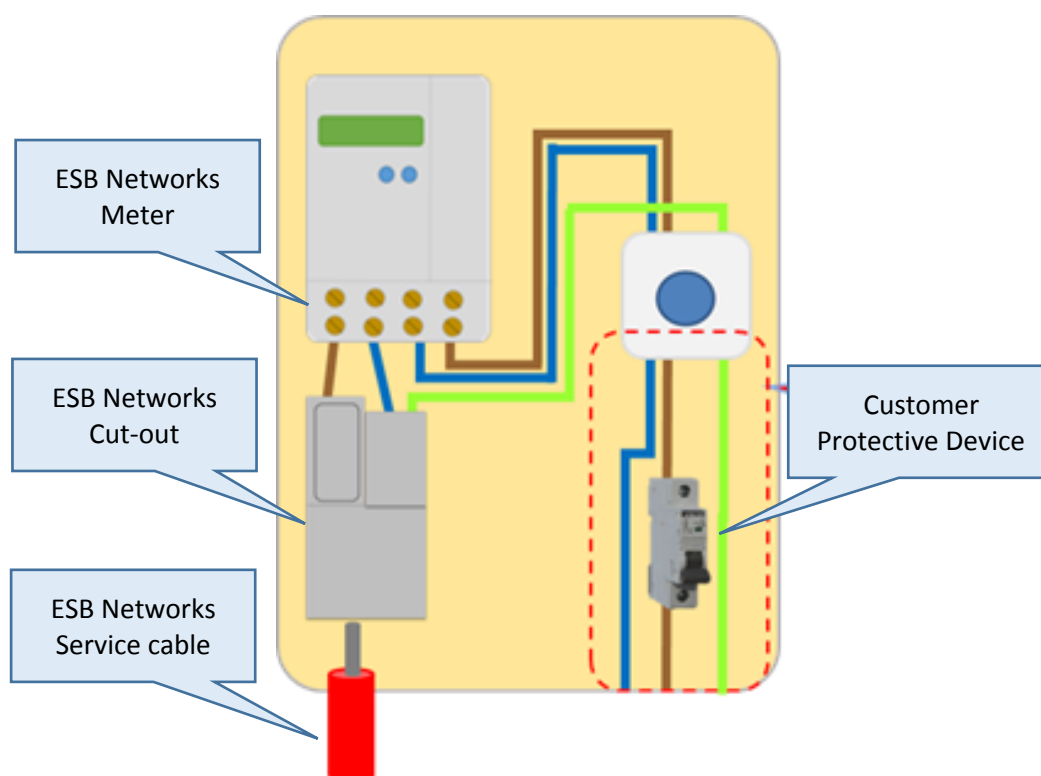 ESB Networks
Meter
ESB Networks
Cut-out
Customer
Protective Device
ESB Networks
Service cable